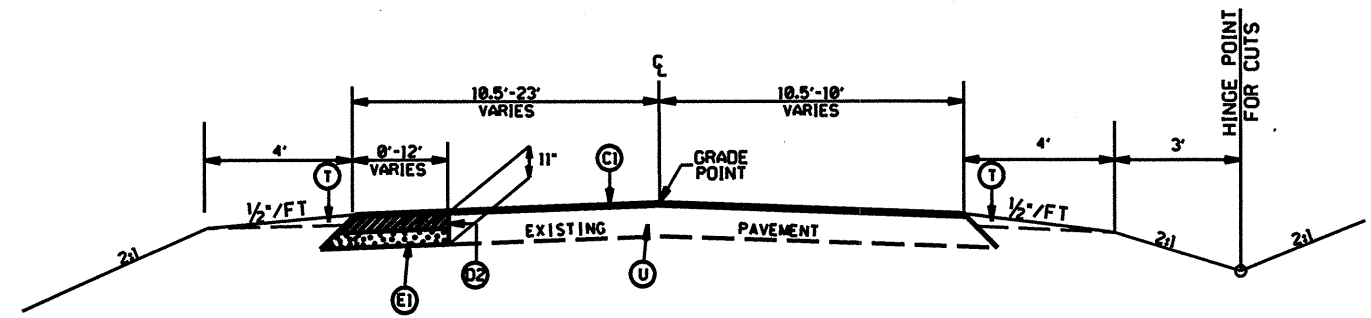 HINGE POINT
FOR CUTS
℄
10.5'-23'
VARIES
10.5'-10'
VARIES
4'
0'-12'
VARIES
11"
C1
GRADE
POINT
4'
3'
T
T
1/2"/FT
1/2"/FT
EXISTING
PAVEMENT
2:1
2:1
2:1
D2
U
E1